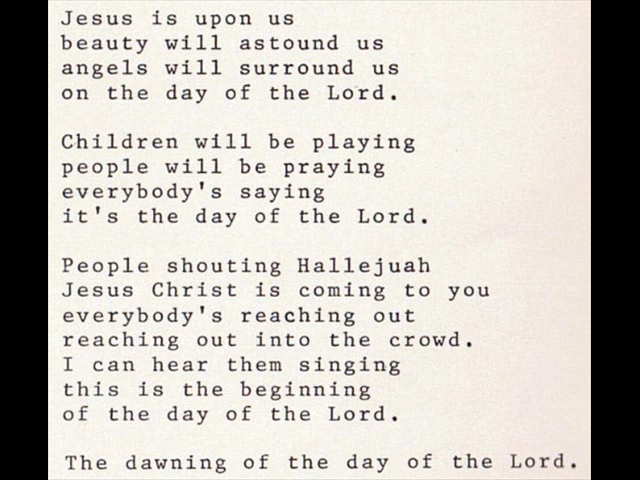 Jesus is upon us
beauty will astound us
angels will surround us
on the day of the Lord.
Children will be playing
people will be praying
everybody's saying
it's the day of the Lord.
People shouting Hallejuah
Jesus Christ is coming to you
everybody's reaching out
reaching out into the crowd.
I can hear them singing
this is the beginning
of the day of the Lord.
The dawning of the day of the Lord.